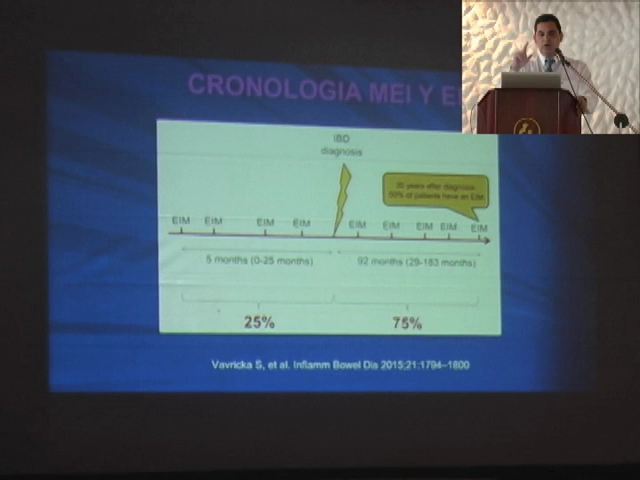 CRONOLOGIA MEI Y
IBD
diagnosis
years after diagnosis
50% of patients have an EIM
EIM EIM EIM EIM EIM EIM EIM EIM EIM
5 months (0-25 months) 92 months (29-183 months)
25% 75%
Vavricka S, et al. Inflamm Bowel Dis 2015;21:1794–1800